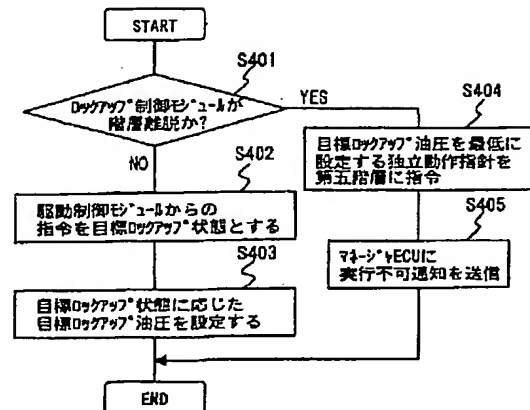 START
S401
ロックアップ制御モジュールが
階層離脱か?
YES
NO
S402
駆動制御モジュールからの
指令を目標ロックアップ状態とする
S403
目標ロックアップ状態に応じた
目標ロックアップ油圧を設定する
S404
目標ロックアップ油圧を最低に
設定する独立動作指針を
第五階層に指令
S405
マネージャECUに
実行不可通知を送信
END